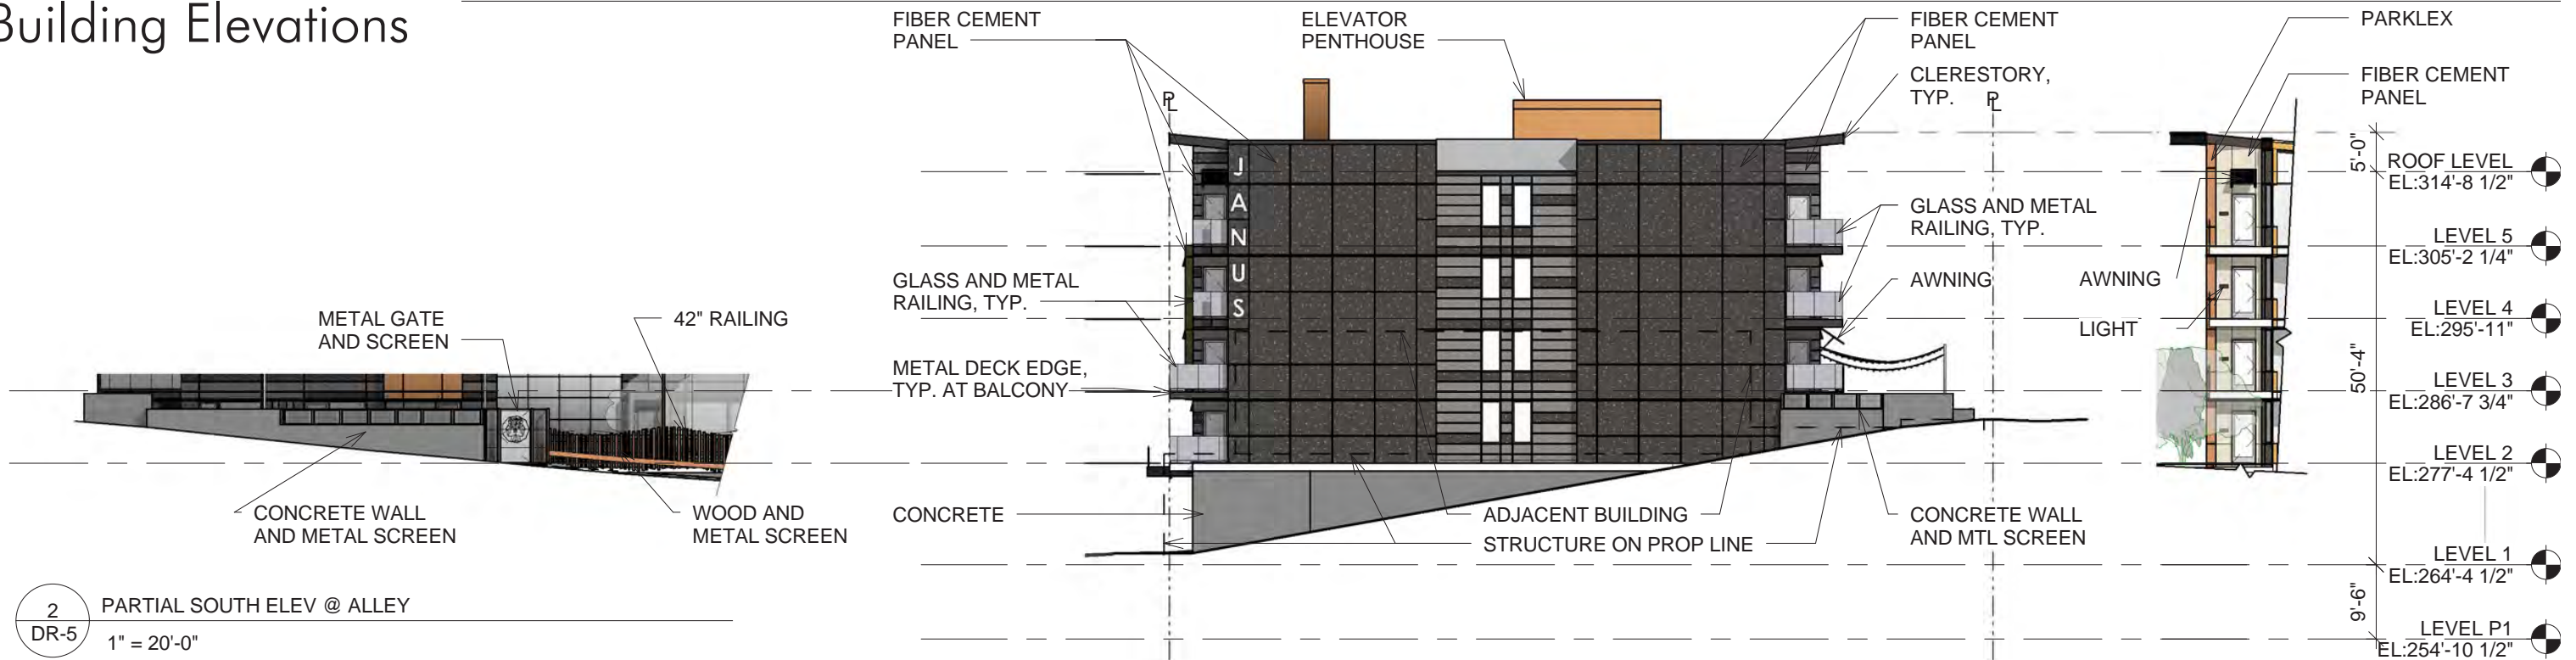 Building Elevations
FIBER CEMENT
PANEL
ELEVATOR
PENTHOUSE
FIBER CEMENT
PANEL
CLERESTORY,
TYP.
PARKLEX
FIBER CEMENT
PANEL
PL
PL
J
A
N
U
S
GLASS AND METAL
RAILING, TYP.
AWNING
GLASS AND METAL
RAILING, TYP.
METAL DECK EDGE,
TYP. AT BALCONY
CONCRETE
ADJACENT BUILDING
STRUCTURE ON PROP LINE
CONCRETE WALL
AND MTL SCREEN
AWNING
LIGHT
METAL GATE
AND SCREEN
42" RAILING
CONCRETE WALL
AND METAL SCREEN
WOOD AND
METAL SCREEN
5'-0"
50'-4"
9'-6"
ROOF LEVEL
EL:314'-8 1/2"
LEVEL 5
EL:305'-2 1/4"
LEVEL 4
EL:295'-11"
LEVEL 3
EL:286'-7 3/4"
LEVEL 2
EL:277'-4 1/2"
LEVEL 1
EL:264'-4 1/2"
LEVEL P1
EL:254'-10 1/2"
2
DR-5
PARTIAL SOUTH ELEV @ ALLEY
1" = 20'-0"